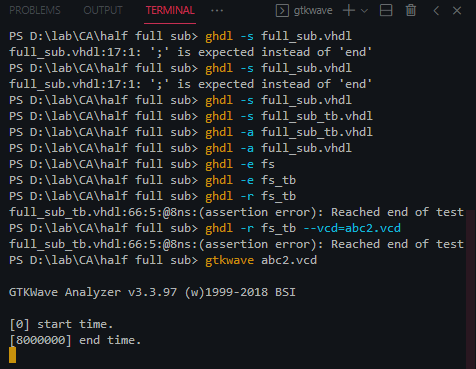 PROBLEMS OUTPUT TERMINAL ... gtkwave
PS D:\lab\CA\half full sub> ghdl -s full_sub.vhdl
full_sub.vhdl:17:1: ';' is expected instead of 'end'
PS D:\lab\CA\half full sub> ghdl -s full_sub.vhdl
full_sub.vhdl:17:1: ';' is expected instead of 'end'
PS D:\lab\CA\half full sub> ghdl -s full_sub.vhdl
PS D:\lab\CA\half full sub> ghdl -s full_sub_tb.vhdl
PS D:\lab\CA\half full sub> ghdl -a full_sub_tb.vhdl
PS D:\lab\CA\half full sub> ghdl -a full_sub.vhdl
PS D:\lab\CA\half full sub> ghdl -e fs
PS D:\lab\CA\half full sub> ghdl -e fs_tb
PS D:\lab\CA\half full sub> ghdl -r fs_tb
full_sub_tb.vhdl:66:5:@8ns:(assertion error): Reached end of test
PS D:\lab\CA\half full sub> ghdl -r fs_tb --vcd=abc2.vcd
full_sub_tb.vhdl:66:5:@8ns:(assertion error): Reached end of test
PS D:\lab\CA\half full sub> gtkwave abc2.vcd
GTKWave Analyzer v3.3.97 (w)1999-2018 BSI
[0] start time.
[8000000] end time.